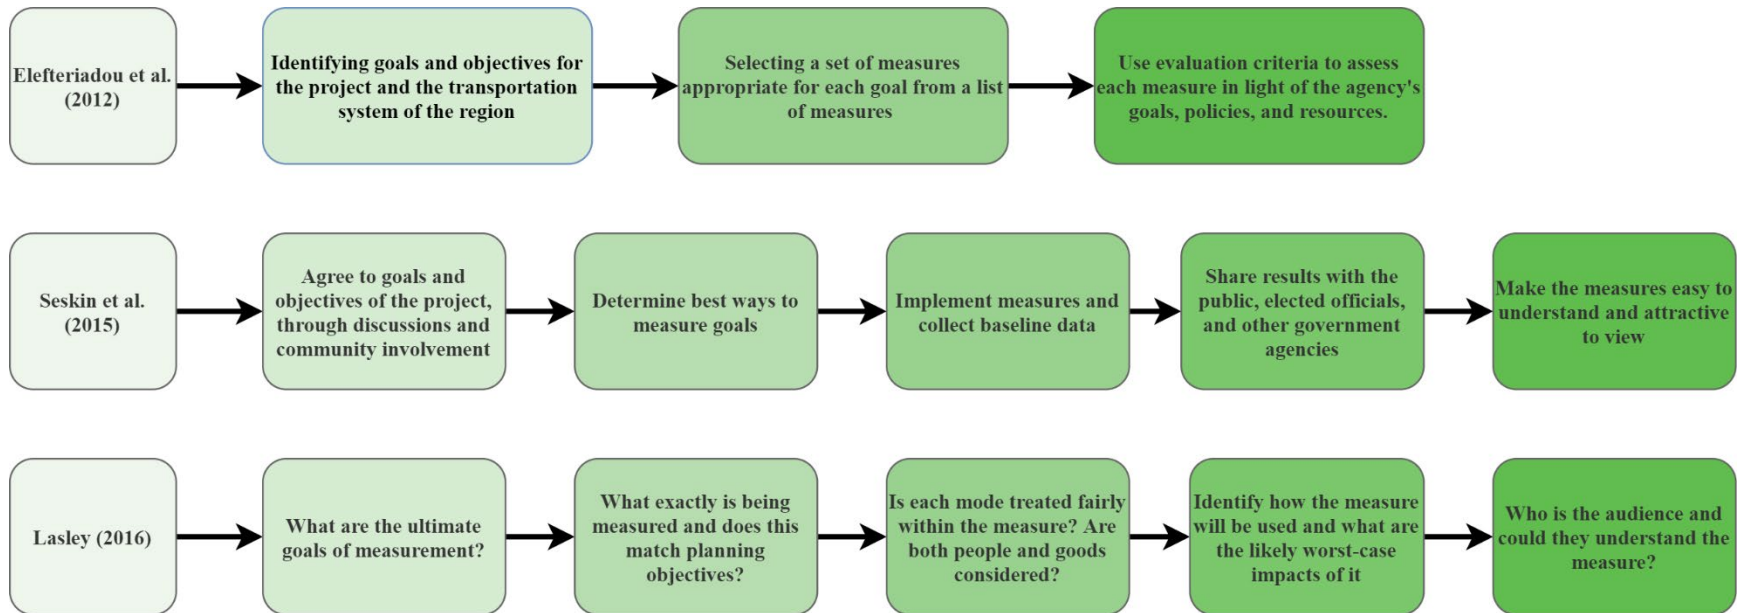 Elefteriadou et al.
(2012)
Identifying goals and objectives for
the project and the transportation
system of the region
Selecting a set of measures
appropriate for each goal from a list
of measures
Use evaluation criteria to assess
each measure in light of the agency's
goals, policies, and resources.
Seskin et al.
(2015)
Agree to goals and
objectives of the project,
through discussions and
community involvement
Determine best ways to
measure goals
Implement measures and
collect baseline data
Share results with the
public, elected officials,
and other government
agencies
Make the measures easy to
understand and attractive
to view
Lasley (2016)
What are the ultimate
goals of measurement?
What exactly is being
measured and does this
match planning
objectives?
Is each mode treated fairly
within the measure? Are
both people and goods
considered?
Identify how the measure
will be used and what are
the likely worst-case
impacts of it
Who is the audience and
could they understand the
measure?